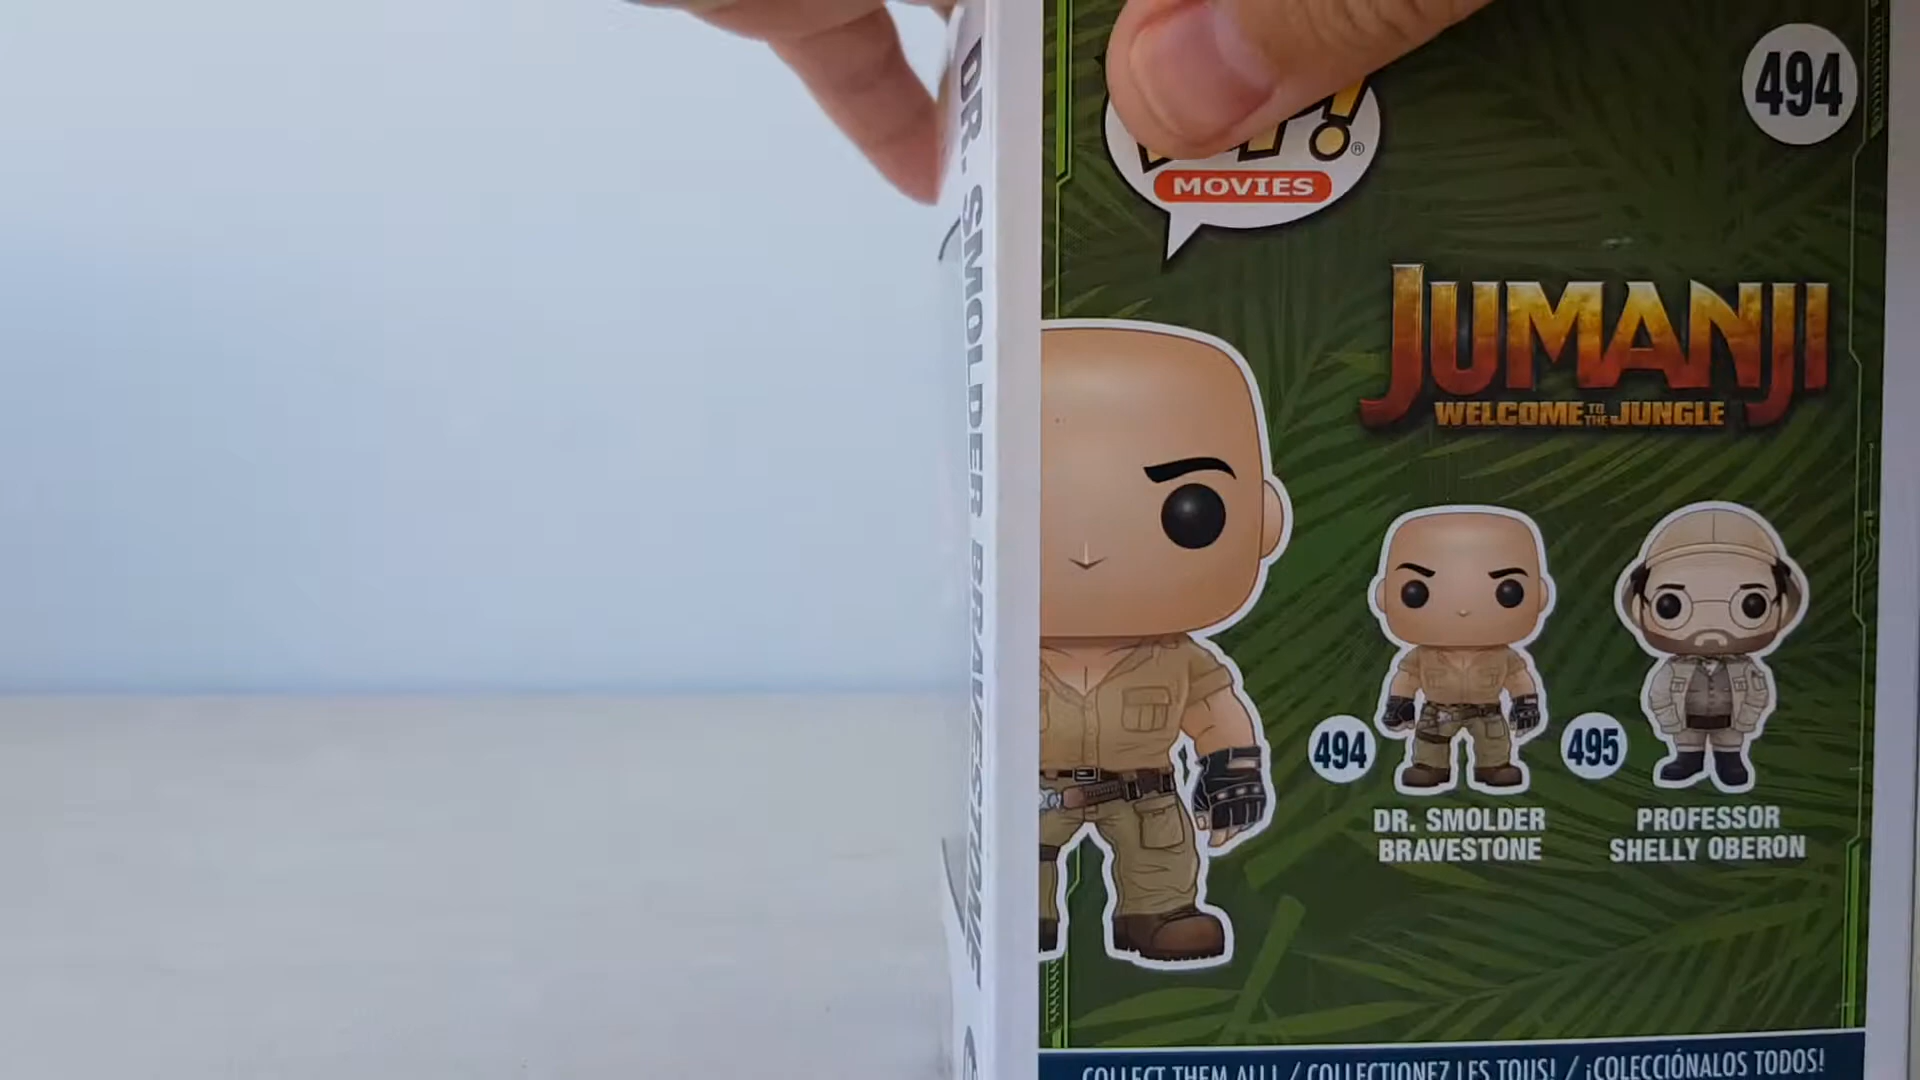 DR. SMOLDER BRAVESTONE
494
MOVIES
®
JUMANJI
WELCOME TO THE JUNGLE
494
DR. SMOLDER
BRAVESTONE
495
PROFESSOR
SHELLY OBERON
COLLECT THEM ALL! / COLLECTIONEZ LES TOUS! / ¡COLECCIÓNALOS TODOS!